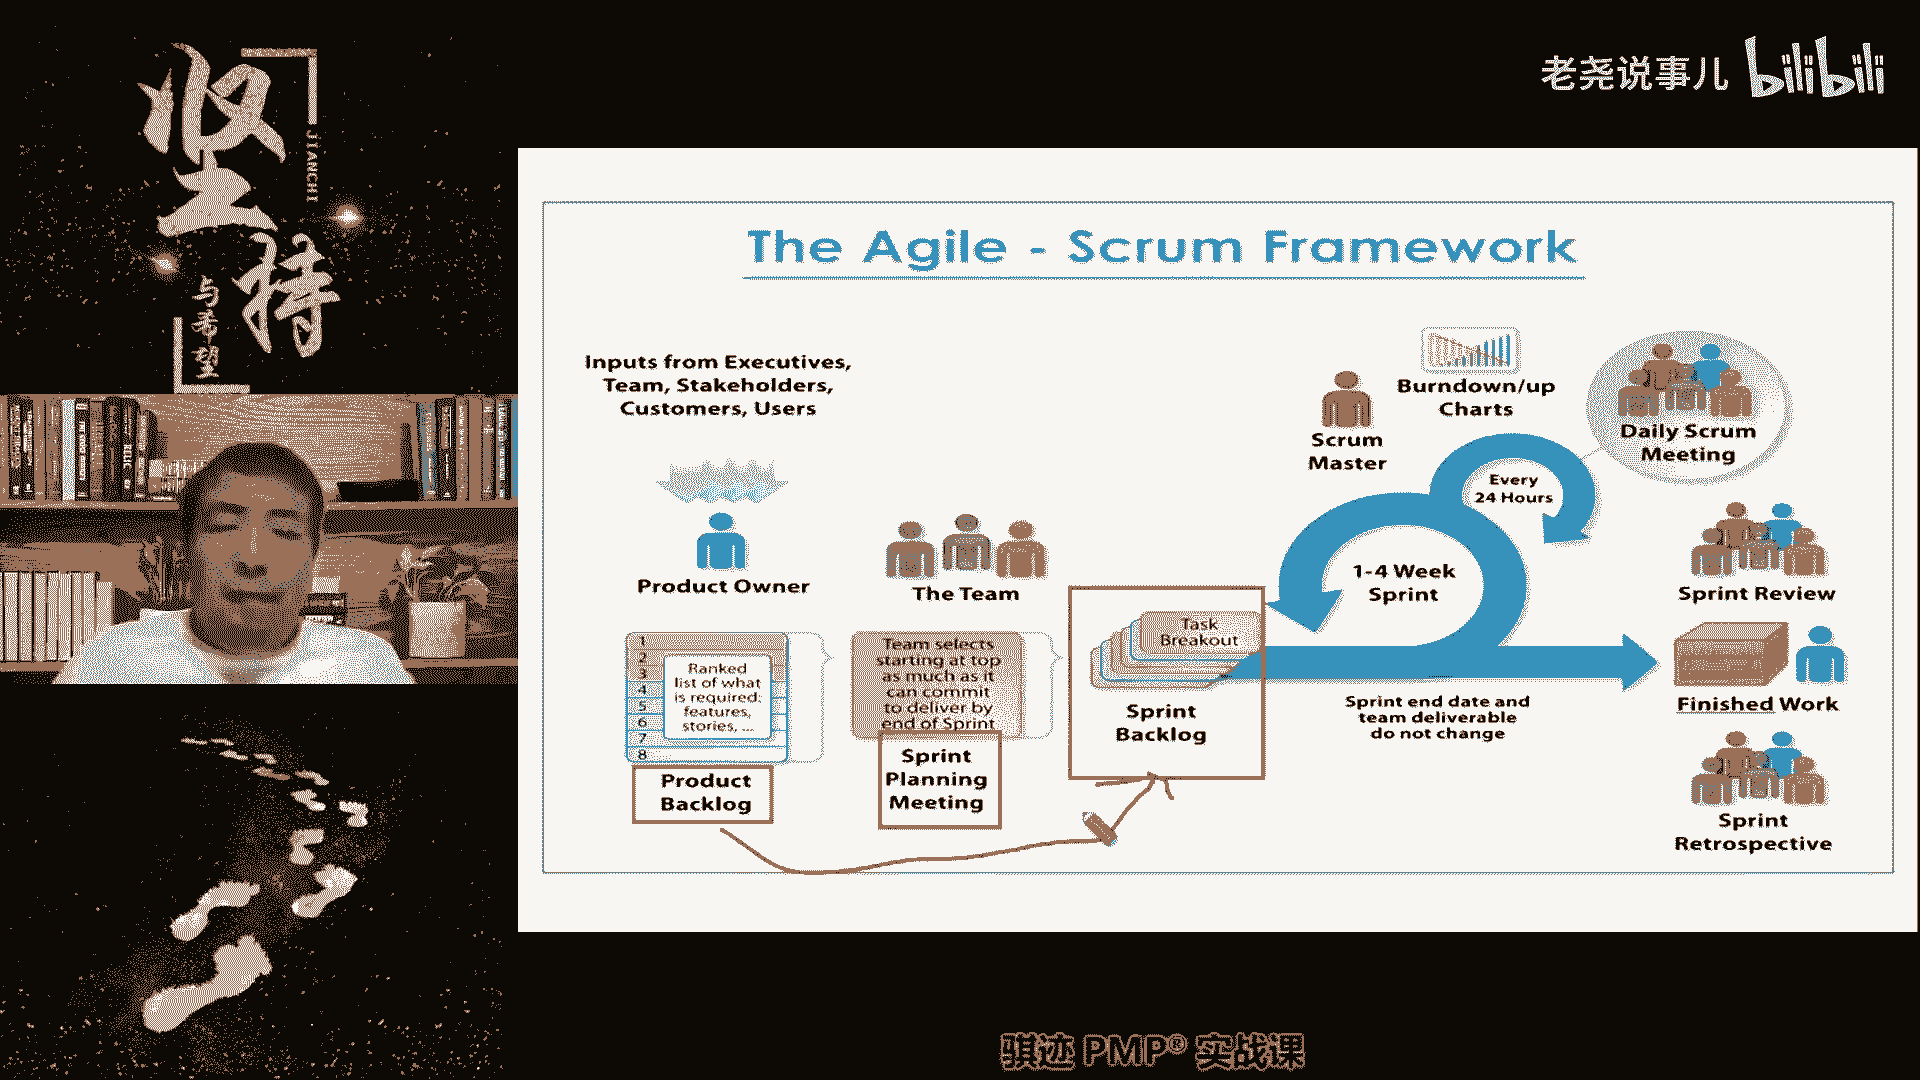 坚持
JIANCHI
与希望
老尧说事儿 bilibili
The Agile - Scrum Framework
Inputs from Executives,
Team, Stakeholders,
Customers, Users
Product Owner
The Team
1
2
3
4
5
6
7
8
Ranked
list of what
is required:
features,
stories, ...
Product
Backlog
Team selects
starting at top
as much as it
can commit
to deliver by
end of Sprint
Sprint
Planning
Meeting
Task
Breakout
Sprint
Backlog
Scrum
Master
Burndown/up
Charts
Every
24 Hours
Daily Scrum
Meeting
1-4 Week
Sprint
Sprint end date and
team deliverable
do not change
Sprint Review
Finished Work
Sprint
Retrospective
骐迹 PMP® 实战课